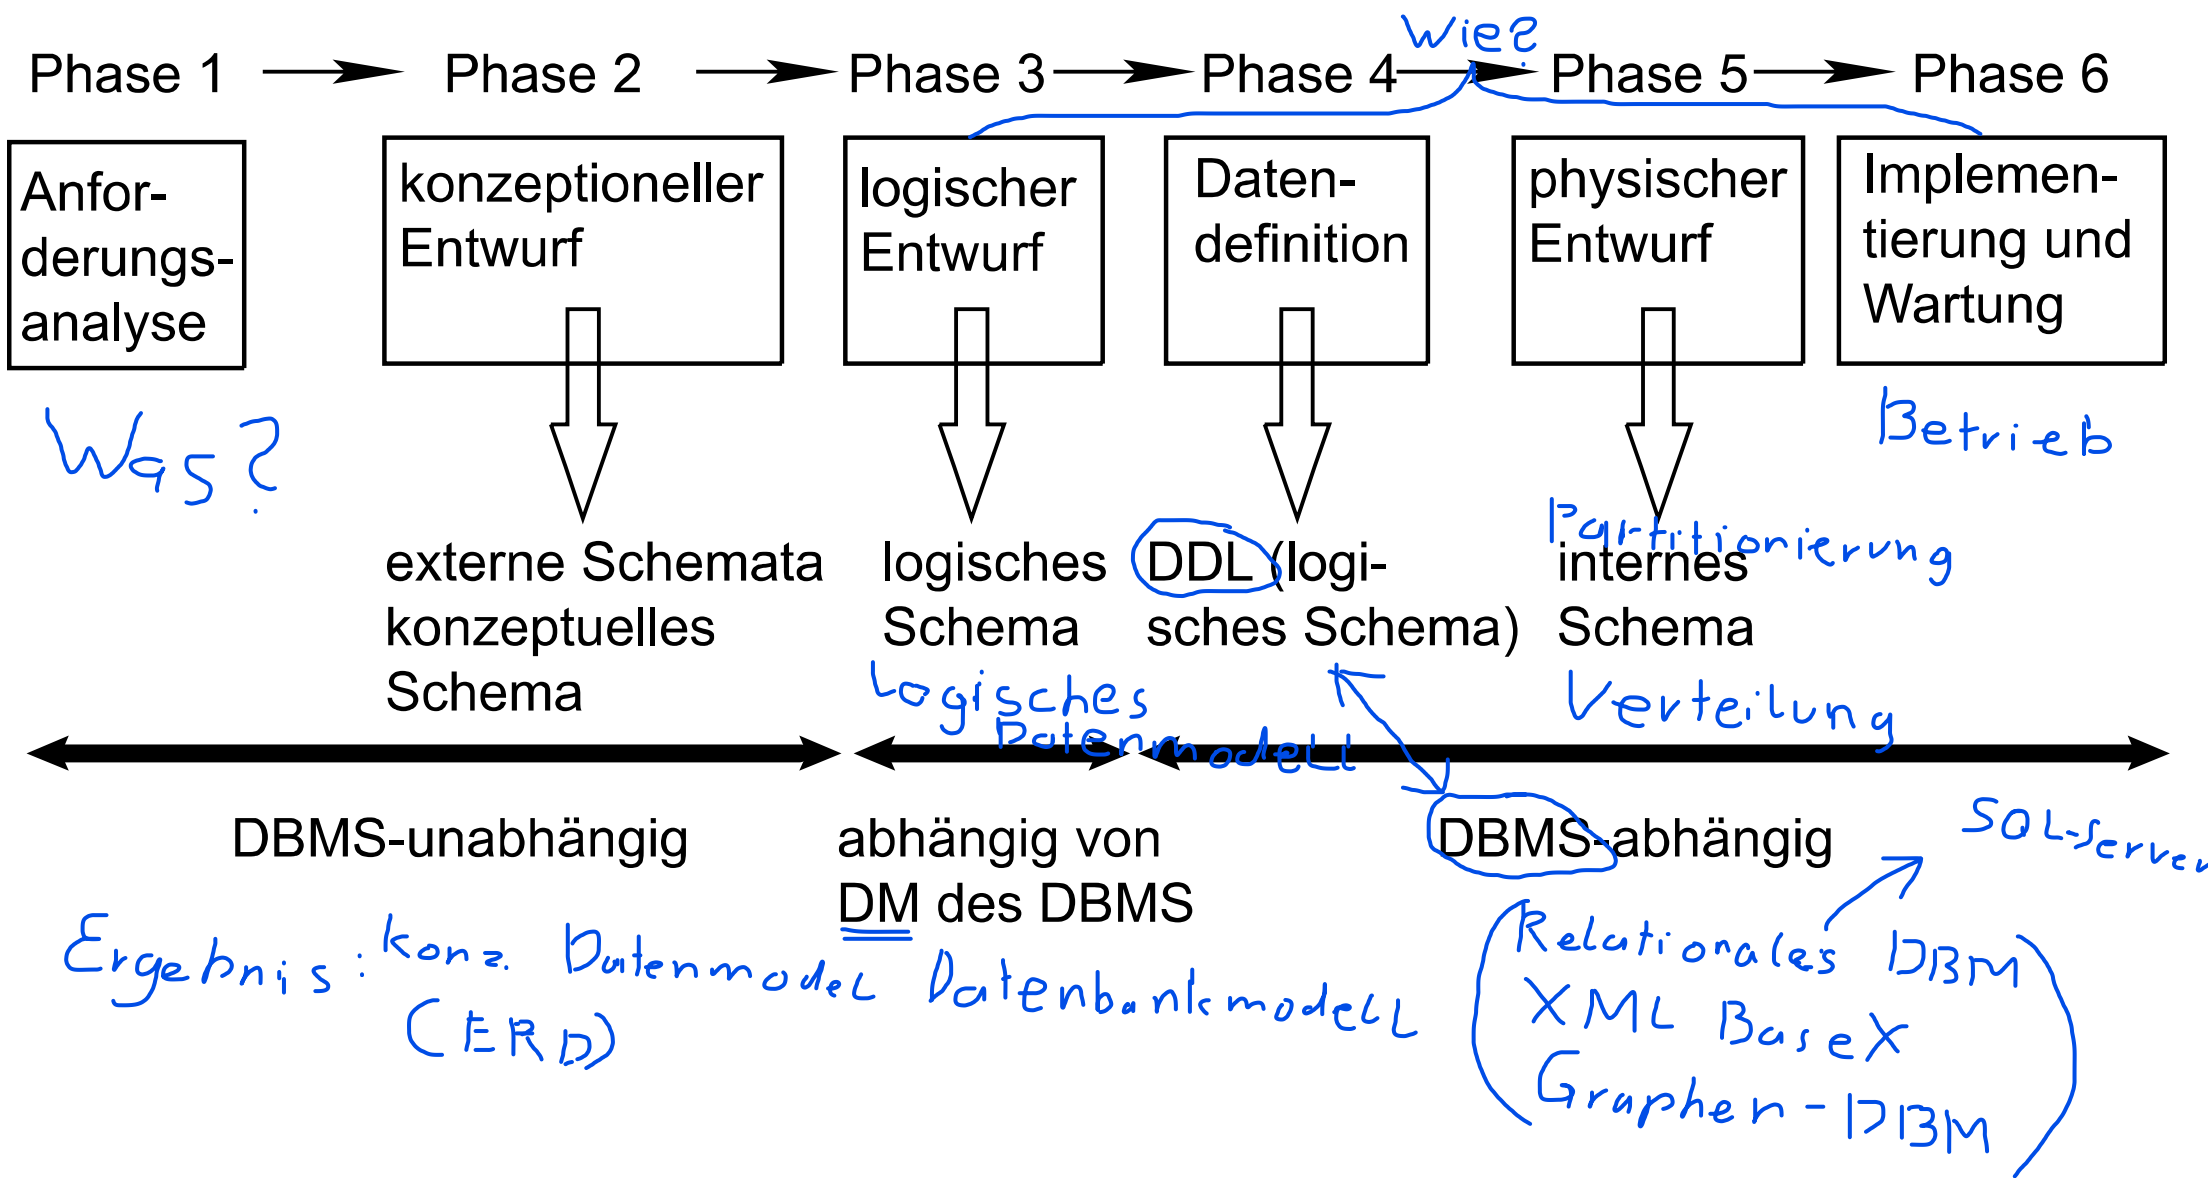 Wie?
Phase 1 Phase 2 Phase 3 Phase 4 Phase 5 Phase 6
Anfor-
derungs-
analyse
konzeptioneller
Entwurf
logischer
Entwurf
Daten-
definition
physischer
Entwurf
Implemen-
tierung und
Wartung
Was?
Betrieb
externe Schemata
konzeptuelles
Schema
logisches
Schema
Logisches
Datenmodell
DDL (logi-
sches Schema)
Partitionierung
internes
Schema
Verteilung
DBMS-unabhängig
abhängig von
DM des DBMS
DBMS-abhängig
SQL-Server
Ergebnis: konz. Datenmodel
(ERD)
Datenbankmodell
(Relationales DBM
XML BaseX
Graphen-DBM)